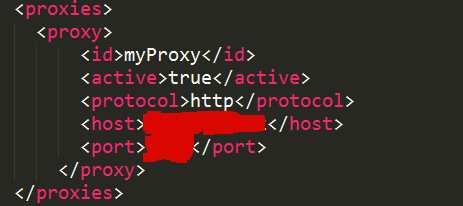 <proxies>
<proxy>
<id>myProxy</id>
<active>true</active>
<protocol>http</protocol>
<host></host>
<port></port>
</proxy>
</proxies>